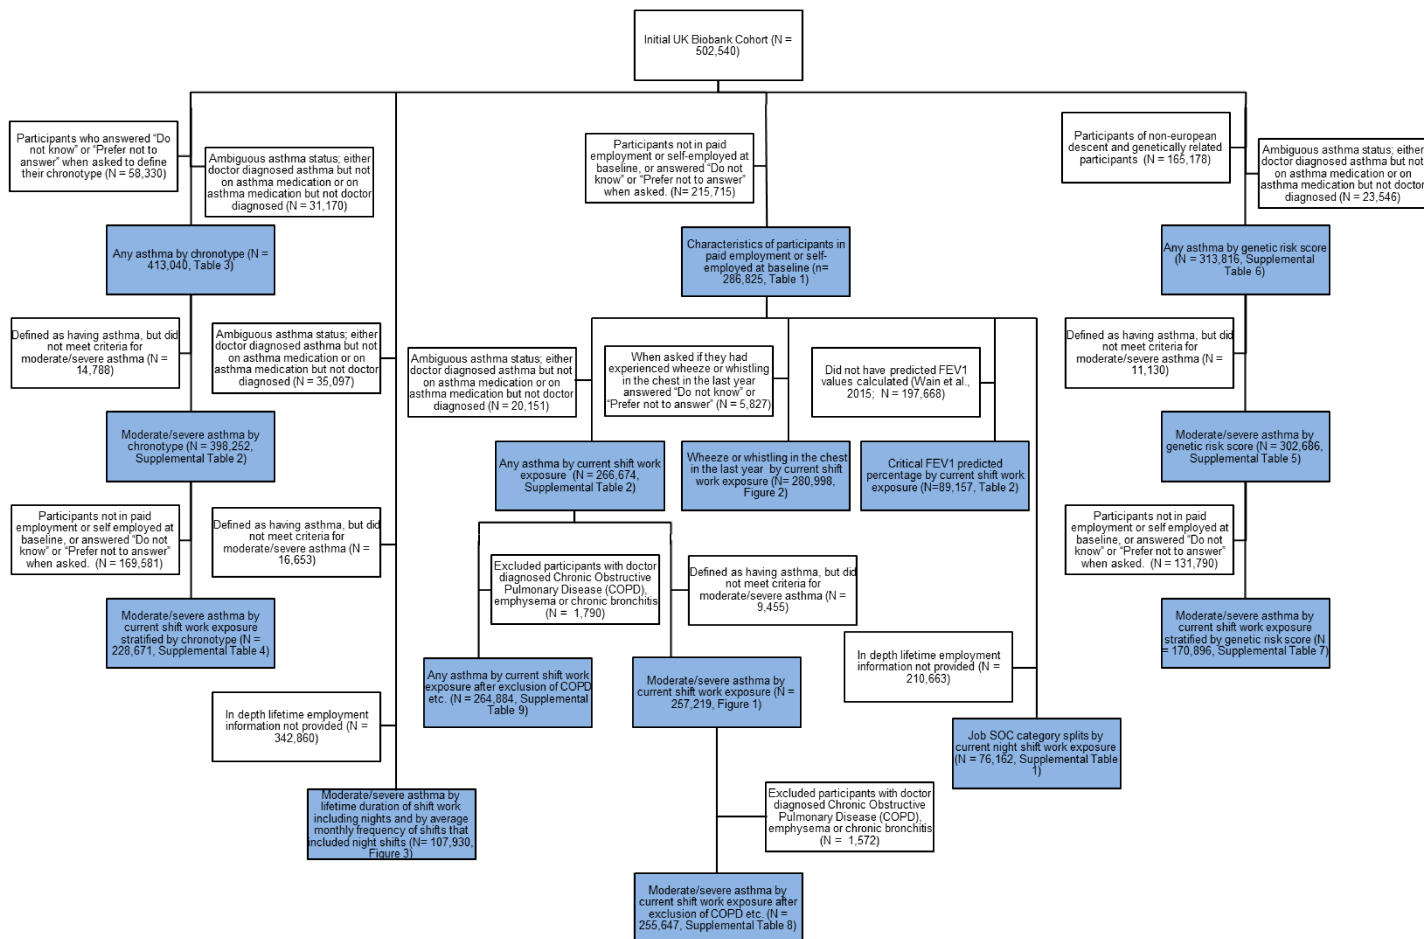 Initial UK Biobank Cohort (N =
502,540)
Participants who answered “Do
not know” or “Prefer not to
answer” when asked to define
their chronotype (N = 58,330)
Ambiguous asthma status; either
doctor diagnosed asthma but not
on asthma medication or on
asthma medication but not doctor
diagnosed (N = 31,170)
Any asthma by chronotype (N =
413,040, Table 3)
Defined as having asthma, but did
not meet criteria for
moderate/severe asthma (N =
14,788)
Moderate/severe asthma by
chronotype (N = 398,252,
Supplemental Table 2)
Participants not in paid
employment or self employed at
baseline, or answered “Do not
know” or “Prefer not to answer”
when asked. (N = 169,581)
Moderate/severe asthma by
current shift work exposure
stratified by chronotype (N =
228,671, Supplemental Table 4)
Ambiguous asthma status; either
doctor diagnosed asthma but not
on asthma medication or on
asthma medication but not doctor
diagnosed (N = 35,097)
Defined as having asthma, but did
not meet criteria for
moderate/severe asthma (N =
16,653)
In depth lifetime employment
information not provided (N =
342,860)
Moderate/severe asthma by
lifetime duration of shift work
including nights and by average
monthly frequency of shifts that
included night shifts (N= 107,930,
Figure 3)
Participants not in paid
employment or self-employed at
baseline, or answered “Do not
know” or “Prefer not to answer”
when asked. (N= 215,715)
Characteristics of participants in
paid employment or self-
employed at baseline (n=
286,825, Table 1)
Ambiguous asthma status; either
doctor diagnosed asthma but not
on asthma medication or on
asthma medication but not doctor
diagnosed (N = 20,151)
Any asthma by current shift work
exposure (N = 266,674,
Supplemental Table 2)
When asked if they had
experienced wheeze or whistling
in the chest in the last year
answered “Do not know” or
“Prefer not to answer” (N = 5,827)
Wheeze or whistling in the chest
in the last year by current shift
work exposure (N= 280,998,
Figure 2)
Did not have predicted FEV1
values calculated (Wain et al.,
2015; N = 197,668)
Critical FEV1 predicted
percentage by current shift work
exposure (N=89,157, Table 2)
Excluded participants with doctor
diagnosed Chronic Obstructive
Pulmonary Disease (COPD),
emphysema or chronic bronchitis
(N = 1,790)
Any asthma by current shift work
exposure after exclusion of COPD
etc. (N = 264,884, Supplemental
Table 9)
Defined as having asthma, but did
not meet criteria for
moderate/severe asthma (N =
9,455)
Moderate/severe asthma by
current shift work exposure (N =
257,219, Figure 1)
Excluded participants with doctor
diagnosed Chronic Obstructive
Pulmonary Disease (COPD),
emphysema or chronic bronchitis
(N = 1,572)
Moderate/severe asthma by
current shift work exposure after
exclusion of COPD etc. (N =
255,647, Supplemental Table 8)
In depth lifetime employment
information not provided (N =
210,663)
Job SOC category splits by
current night shift work exposure
(N = 76,162, Supplemental Table
1)
Participants of non-european
descent and genetically related
participants (N = 165,178)
Ambiguous asthma status; either
doctor diagnosed asthma but not
on asthma medication or on
asthma medication but not doctor
diagnosed (N = 23,546)
Any asthma by genetic risk score
(N = 313,816, Supplemental
Table 6)
Defined as having asthma, but did
not meet criteria for
moderate/severe asthma (N =
11,130)
Moderate/severe asthma by
genetic risk score (N = 302,686,
Supplemental Table 5)
Participants not in paid
employment or self employed at
baseline, or answered “Do not
know” or “Prefer not to answer”
when asked. (N = 131,790)
Moderate/severe asthma by
current shift work exposure
stratified by genetic risk score (N
= 170,896, Supplemental Table 7)